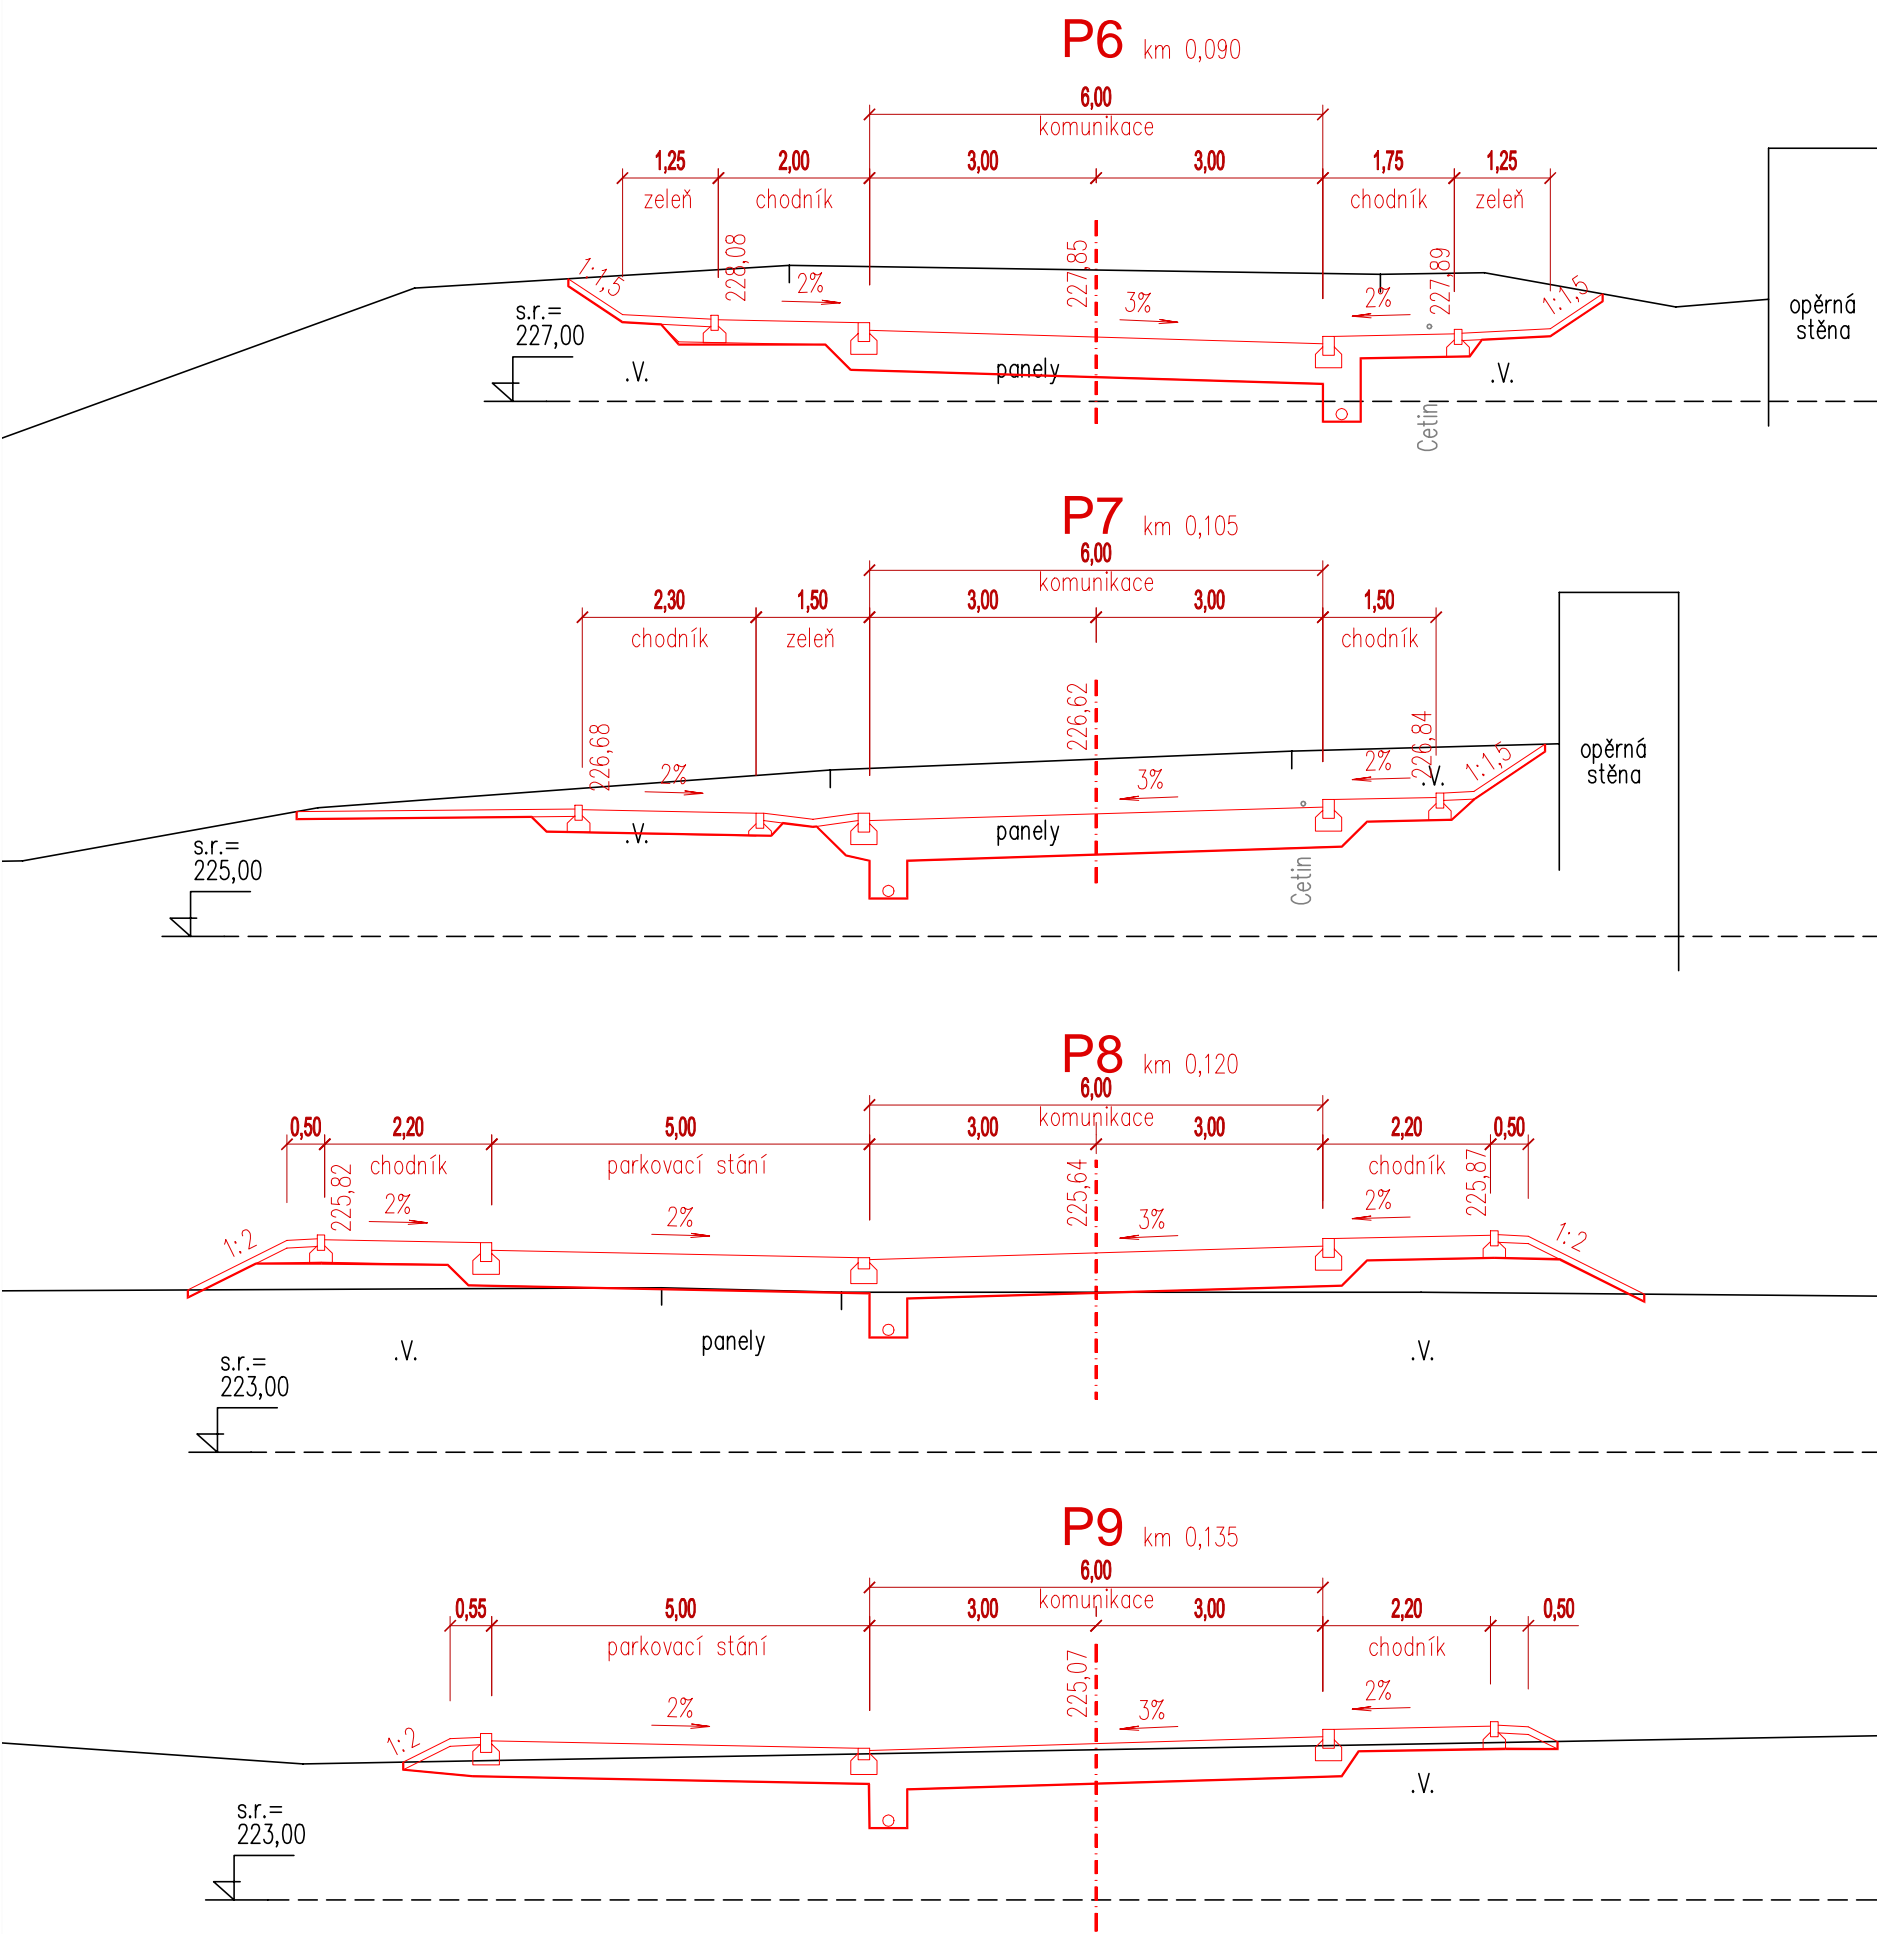 P6 km 0,090
6,00
komunikace
1,25 2,00 3,00 3,00 1,75 1,25
zeleň chodník chodník zeleň
228,08 227,85 227,89
1:1,5 2% 3% 2% 1:1,5
s.r.=
227,00
opěrná
stěna
.V. panely .V.
Cetin
P7 km 0,105
6,00
komunikace
2,30 1,50 3,00 3,00 1,50
chodník zeleň chodník
226,68 226,62 226,84
2% 3% 2% 1:1,5
.V.
opěrná
stěna
.V. panely
s.r.=
225,00
Cetin
P8 km 0,120
6,00
komunikace
0,50 2,20 5,00 3,00 3,00 2,20 0,50
chodník parkovací stání chodník
225,82 225,64 225,87
1:2 2% 2% 3% 2% 1:2
.V. panely .V.
s.r.=
223,00
P9 km 0,135
6,00
komunikace
0,55 5,00 3,00 3,00 2,20 0,50
parkovací stání chodník
225,07
1:2 2% 3% 2%
.V.
s.r.=
223,00